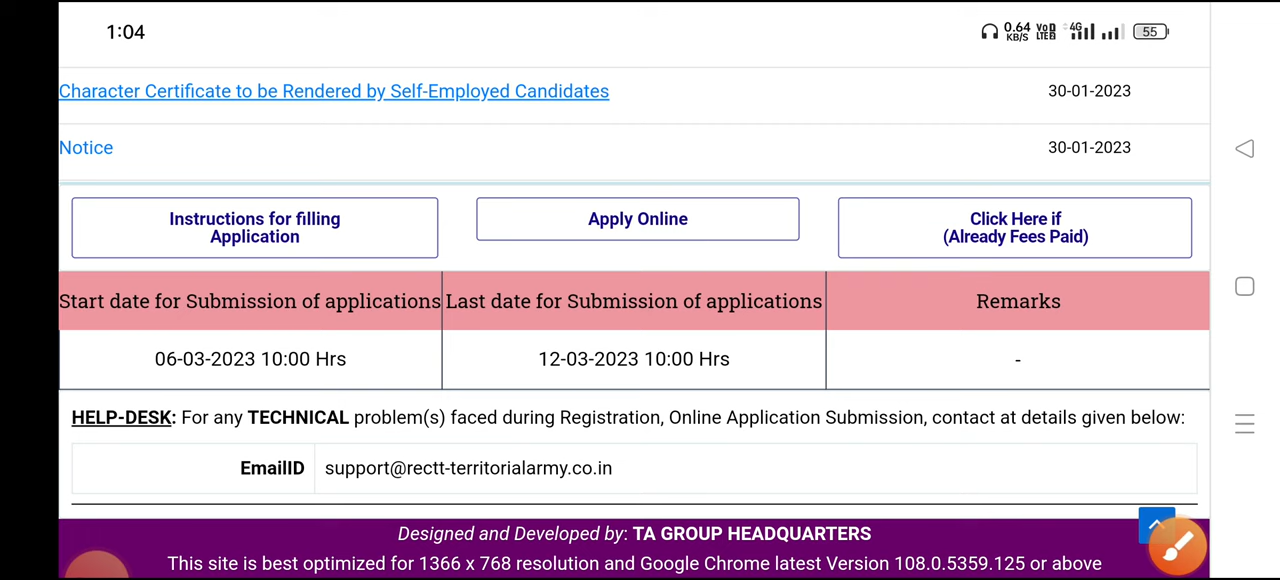 1:04
0.64 KB/S VoD LTE 4G 55
Character Certificate to be Rendered by Self-Employed Candidates 30-01-2023
Notice 30-01-2023
Instructions for filling
Application
Apply Online
Click Here if
(Already Fees Paid)
Start date for Submission of applications Last date for Submission of applications Remarks
06-03-2023 10:00 Hrs 12-03-2023 10:00 Hrs -
HELP-DESK: For any TECHNICAL problem(s) faced during Registration, Online Application Submission, contact at details given below:
EmailID support@rectt-territorialarmy.co.in
Designed and Developed by: TA GROUP HEADQUARTERS
This site is best optimized for 1366 x 768 resolution and Google Chrome latest Version 108.0.5359.125 or above